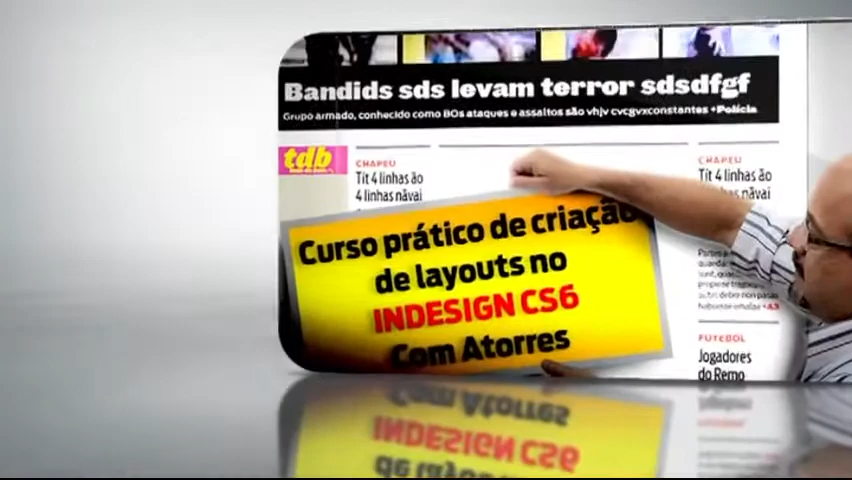 Bandids sds levam terror sdsdfgf
Grupo armado, conhecido como BOs ataques e assaltos são vhjv cvcgvxconstantes +Polícia
tdb
CHAPEU
Tit 4 linhas ão
4 linhas nãvai
CHAPEU
Tit 4 linhas ão
4 linhas nãvai
Curso prático de criação
de layouts no
INDESIGN CS6
Com Atorres
FUTEBOL
Jogadores
do Remo